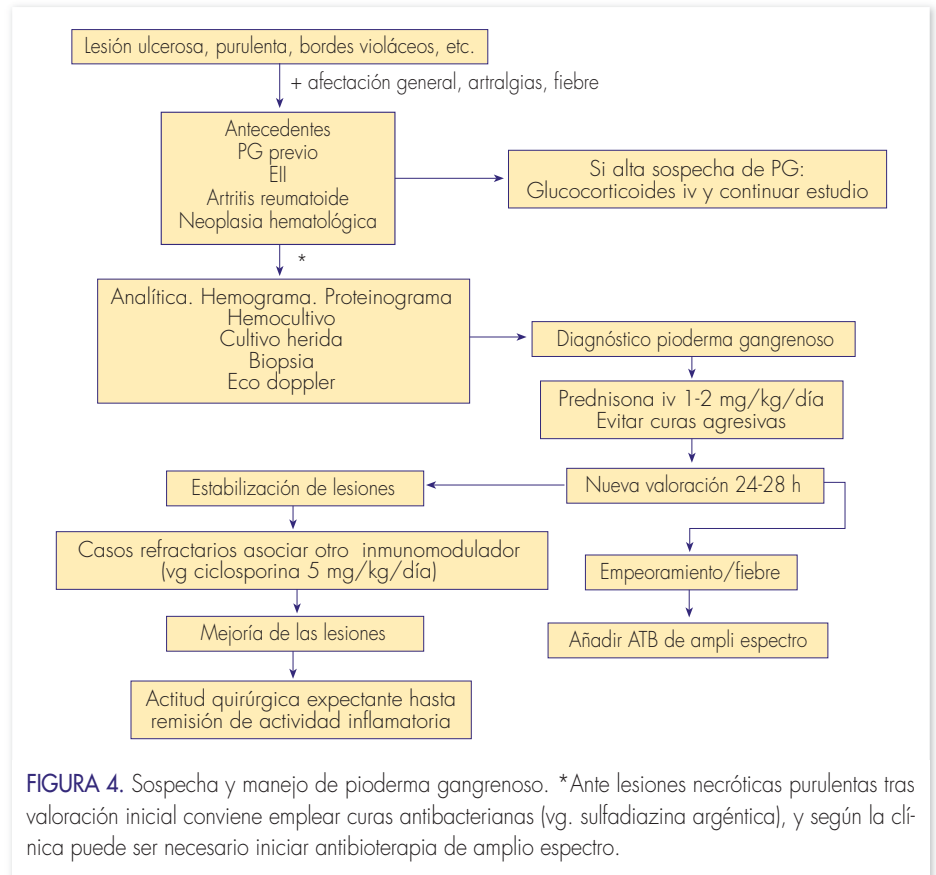 Lesión ulcerosa, purulenta, bordes violáceos, etc.
+ afectación general, artralgias, fiebre
Antecedentes
PG previo
EII
Artritis reumatoide
Neoplasia hematológica
Si alta sospecha de PG:
Glucocorticoides iv y continuar estudio
*
Analítica. Hemograma. Proteinograma
Hemocultivo
Cultivo herida
Biopsia
Eco doppler
Diagnóstico pioderma gangrenoso
Prednisona iv 1-2 mg/kg/día
Evitar curas agresivas
Nueva valoración 24-28 h
Estabilización de lesiones
Casos refractarios asociar otro inmunomodulador
(vg ciclosporina 5 mg/kg/día)
Empeoramiento/fiebre
Mejoría de las lesiones
Añadir ATB de ampli espectro
Actitud quirúrgica expectante hasta
remisión de actividad inflamatoria
FIGURA 4. Sospecha y manejo de pioderma gangrenoso. *Ante lesiones necróticas purulentas tras
valoración inicial conviene emplear curas antibacterianas (vg. sulfadiazina argéntica), y según la clí-
nica puede ser necesario iniciar antibioterapia de amplio espectro.